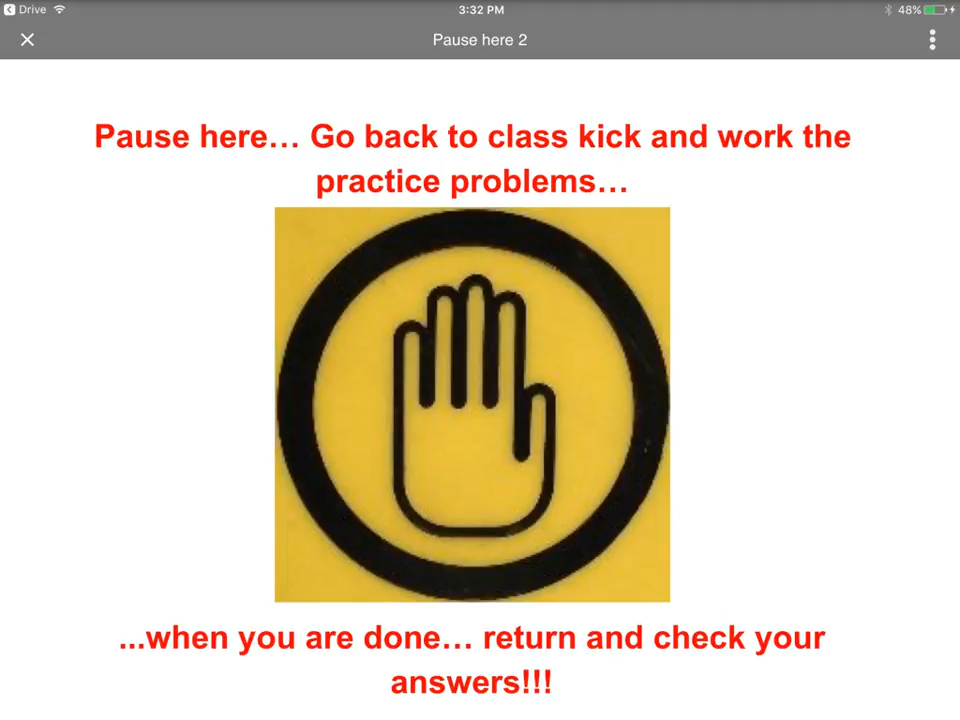 Drive
3:32 PM
48%
Pause here 2
Pause here... Go back to class kick and work the
practice problems...
...when you are done... return and check your
answers!!!